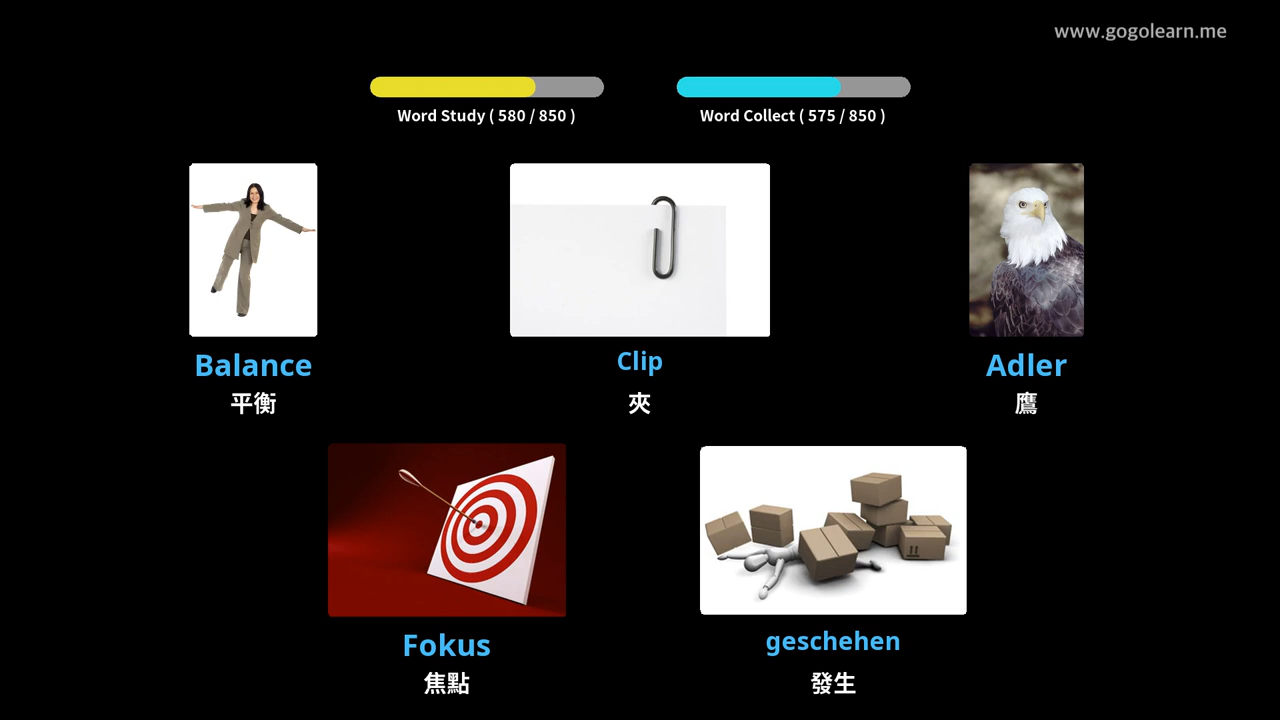 www.gogolearn.me
Word Study ( 580 / 850 )
Word Collect ( 575 / 850 )
Balance
平衡
Clip
夾
Adler
鷹
Fokus
焦點
geschehen
發生